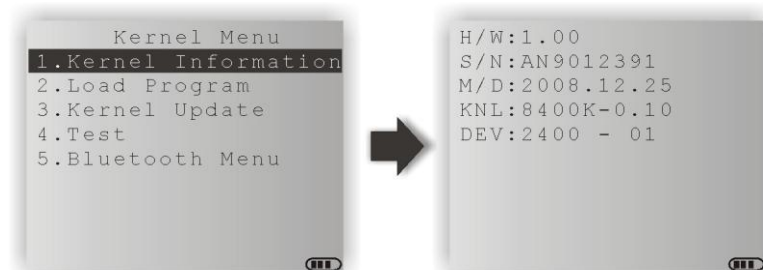 Kernel Menu
1.Kernel Information
2.Load Program
3.Kernel Update
4.Test
5.Bluetooth Menu
H/W:1.00
S/N:AN9012391
M/D:2008.12.25
KNL:8400K-0.10
DEV:2400 - 01